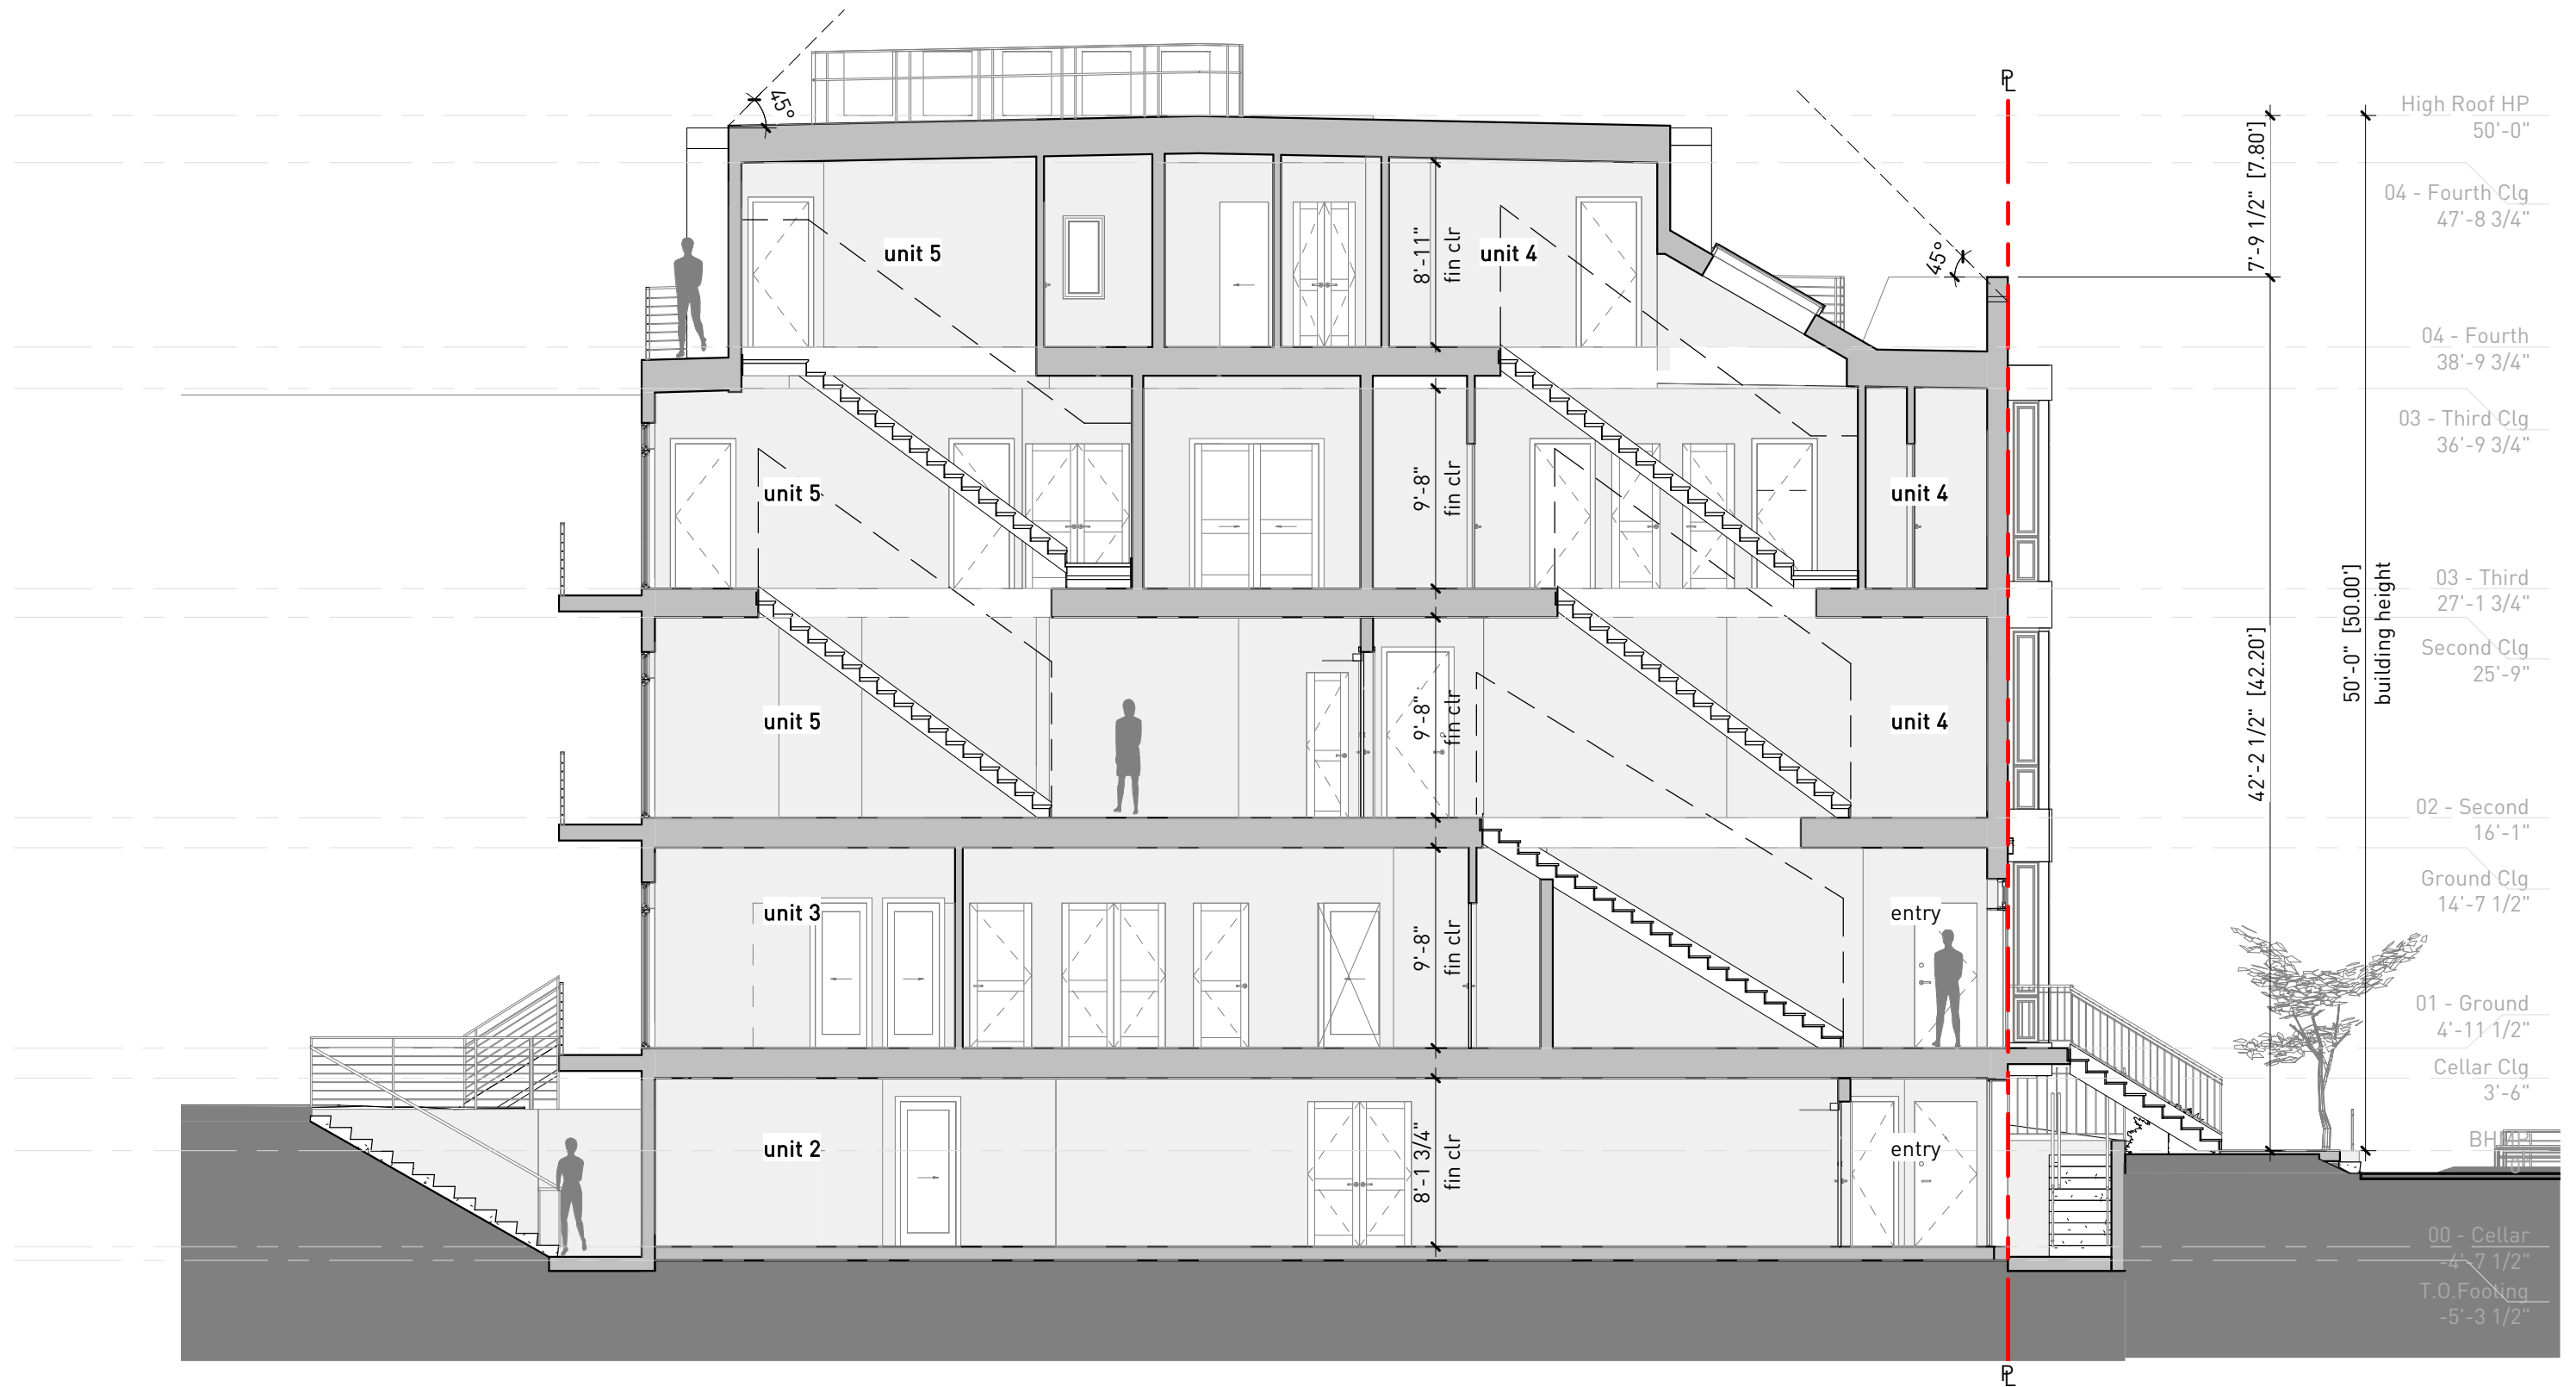 ℄
45°
High Roof HP
50'-0"
7'-9 1/2" [7.80']
04 - Fourth Clg
47'-8 3/4"
unit 5
8'-11"
fin clr
unit 4
45°
04 - Fourth
38'-9 3/4"
03 - Third Clg
36'-9 3/4"
unit 5
9'-8"
fin clr
unit 4
03 - Third
27'-1 3/4"
50'-0" [50.00']
building height
Second Clg
25'-9"
42'-2 1/2" [42.20']
unit 5
9'-8"
fin clr
unit 4
02 - Second
16'-1"
Ground Clg
14'-7 1/2"
unit 3
9'-8"
fin clr
entry
01 - Ground
4'-11 1/2"
Cellar Clg
3'-6"
unit 2
8'-1 3/4"
fin clr
entry
00 - Cellar
-4'-7 1/2"
T.O.Footing
-5'-3 1/2"
℄